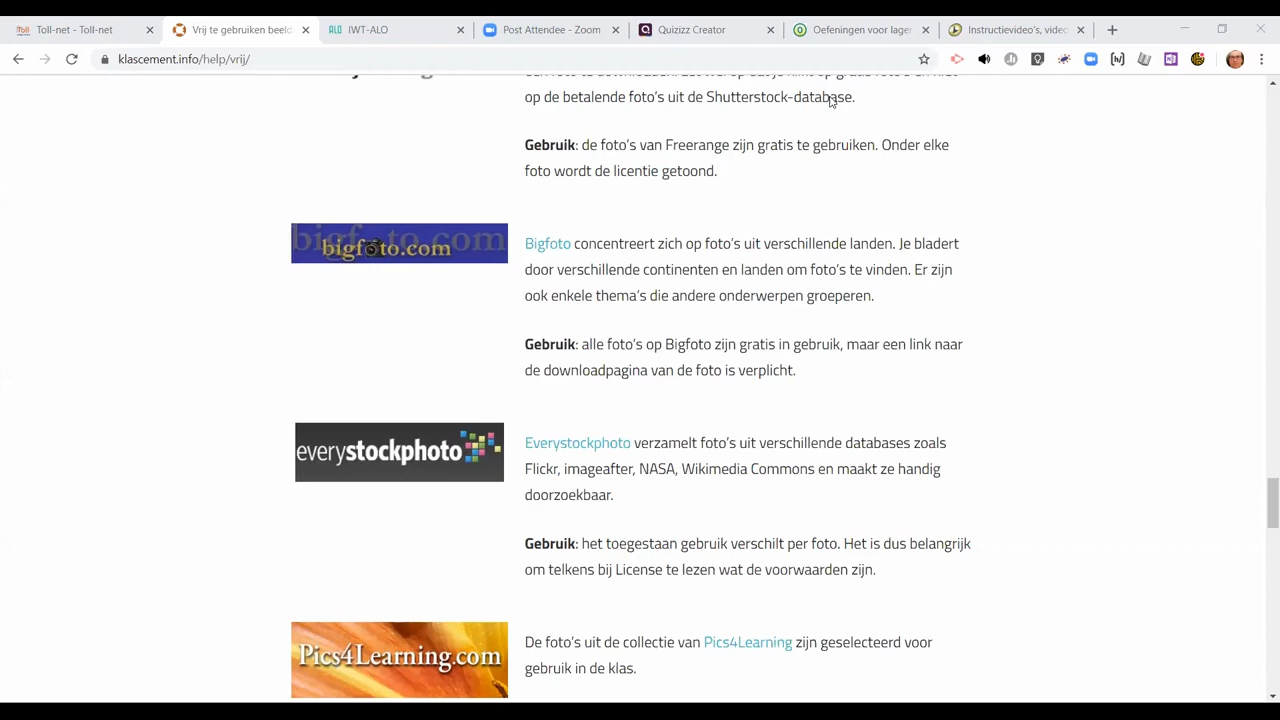 Toll-net - Toll-net
Vrij te gebruiken beeld
ALO IWT-ALO
Post Attendee - Zoom
Quizizz Creator
Oefeningen voor lager
Instructievideo's, video
klascement.info/help/vrij/
op de betalende foto's uit de Shutterstock-database.
Gebruik: de foto's van Freerange zijn gratis te gebruiken. Onder elke
foto wordt de licentie getoond.
bigfoto.com
bigfoto.com
Bigfoto concentreert zich op foto's uit verschillende landen. Je bladert
door verschillende continenten en landen om foto's te vinden. Er zijn
ook enkele thema's die andere onderwerpen groeperen.
Gebruik: alle foto's op Bigfoto zijn gratis in gebruik, maar een link naar
de downloadpagina van de foto is verplicht.
everystockphoto
Everystockphoto verzamelt foto's uit verschillende databases zoals
Flickr, imageafter, NASA, Wikimedia Commons en maakt ze handig
doorzoekbaar.
Gebruik: het toegestaan gebruik verschilt per foto. Het is dus belangrijk
om telkens bij License te lezen wat de voorwaarden zijn.
Pics4Learning.com
De foto's uit de collectie van Pics4Learning zijn geselecteerd voor
gebruik in de klas.